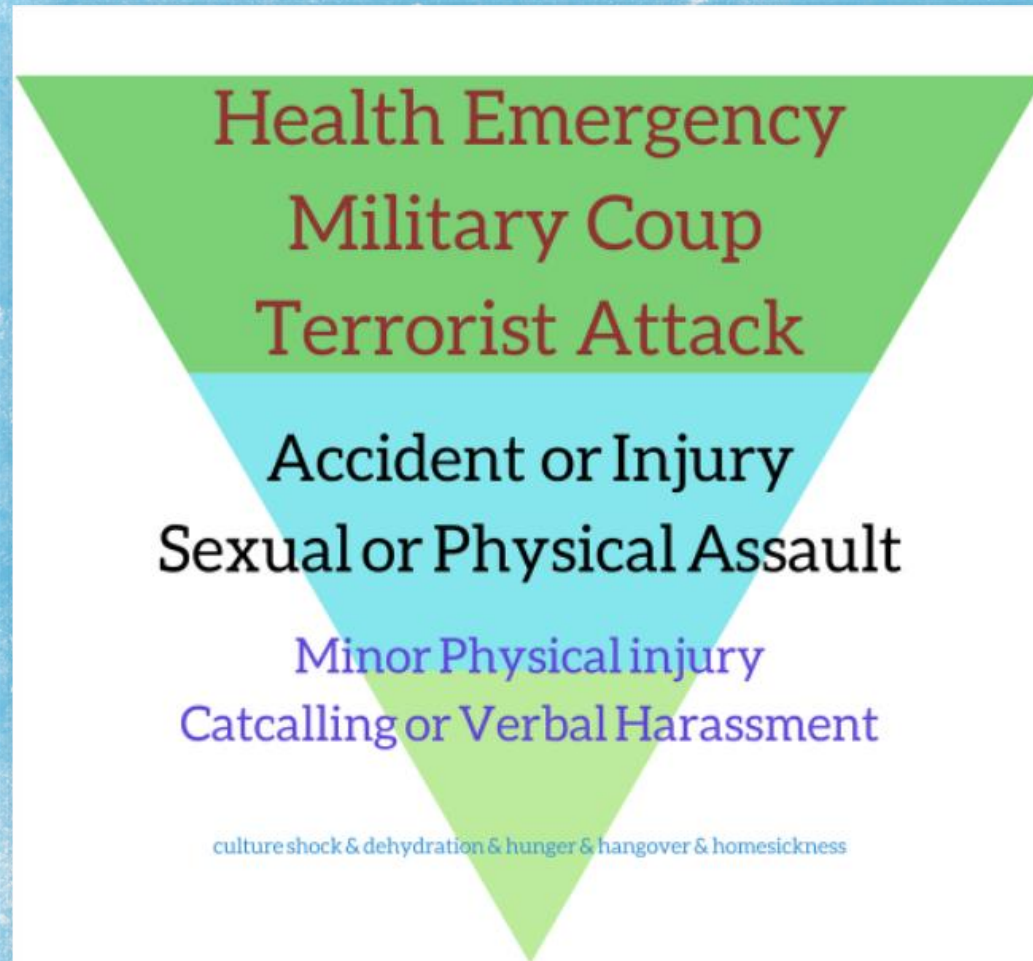 Health Emergency
Military Coup
Terrorist Attack
Accident or Injury
Sexual or Physical Assault
Minor Physical injury
Catcalling or Verbal Harassment
culture shock & dehydration & hunger & hangover & homesickness